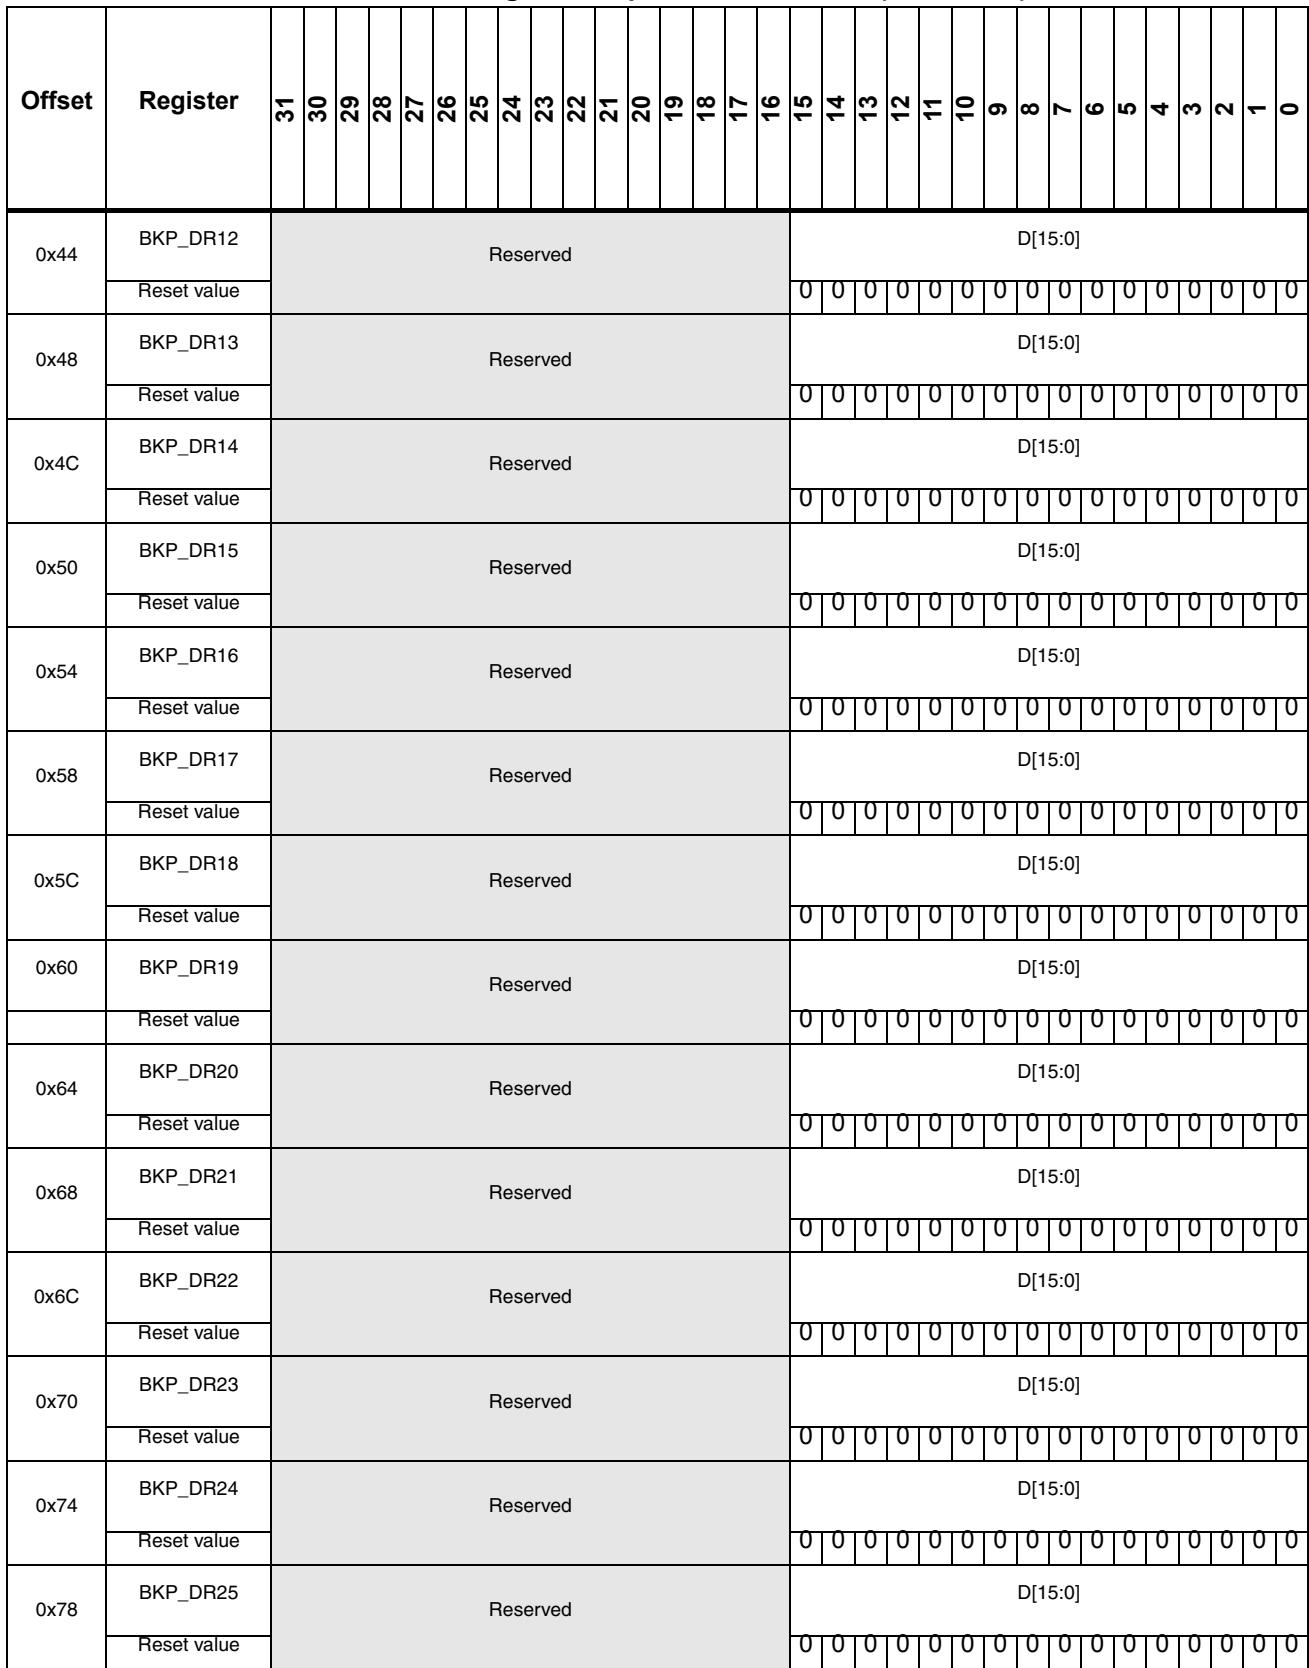 Offset Register 31 30 29 28 27 26 25 24 23 22 21 20 19 18 17 16 15 14 13 12 11 10 9 8 7 6 5 4 3 2 1 0
0x44 BKP_DR12 Reserved D[15:0]
Reset value 0 0 0 0 0 0 0 0 0 0 0 0 0 0 0 0
0x48 BKP_DR13 Reserved D[15:0]
Reset value 0 0 0 0 0 0 0 0 0 0 0 0 0 0 0 0
0x4C BKP_DR14 Reserved D[15:0]
Reset value 0 0 0 0 0 0 0 0 0 0 0 0 0 0 0 0
0x50 BKP_DR15 Reserved D[15:0]
Reset value 0 0 0 0 0 0 0 0 0 0 0 0 0 0 0 0
0x54 BKP_DR16 Reserved D[15:0]
Reset value 0 0 0 0 0 0 0 0 0 0 0 0 0 0 0 0
0x58 BKP_DR17 Reserved D[15:0]
Reset value 0 0 0 0 0 0 0 0 0 0 0 0 0 0 0 0
0x5C BKP_DR18 Reserved D[15:0]
Reset value 0 0 0 0 0 0 0 0 0 0 0 0 0 0 0 0
0x60 BKP_DR19 Reserved D[15:0]
Reset value 0 0 0 0 0 0 0 0 0 0 0 0 0 0 0 0
0x64 BKP_DR20 Reserved D[15:0]
Reset value 0 0 0 0 0 0 0 0 0 0 0 0 0 0 0 0
0x68 BKP_DR21 Reserved D[15:0]
Reset value 0 0 0 0 0 0 0 0 0 0 0 0 0 0 0 0
0x6C BKP_DR22 Reserved D[15:0]
Reset value 0 0 0 0 0 0 0 0 0 0 0 0 0 0 0 0
0x70 BKP_DR23 Reserved D[15:0]
Reset value 0 0 0 0 0 0 0 0 0 0 0 0 0 0 0 0
0x74 BKP_DR24 Reserved D[15:0]
Reset value 0 0 0 0 0 0 0 0 0 0 0 0 0 0 0 0
0x78 BKP_DR25 Reserved D[15:0]
Reset value 0 0 0 0 0 0 0 0 0 0 0 0 0 0 0 0